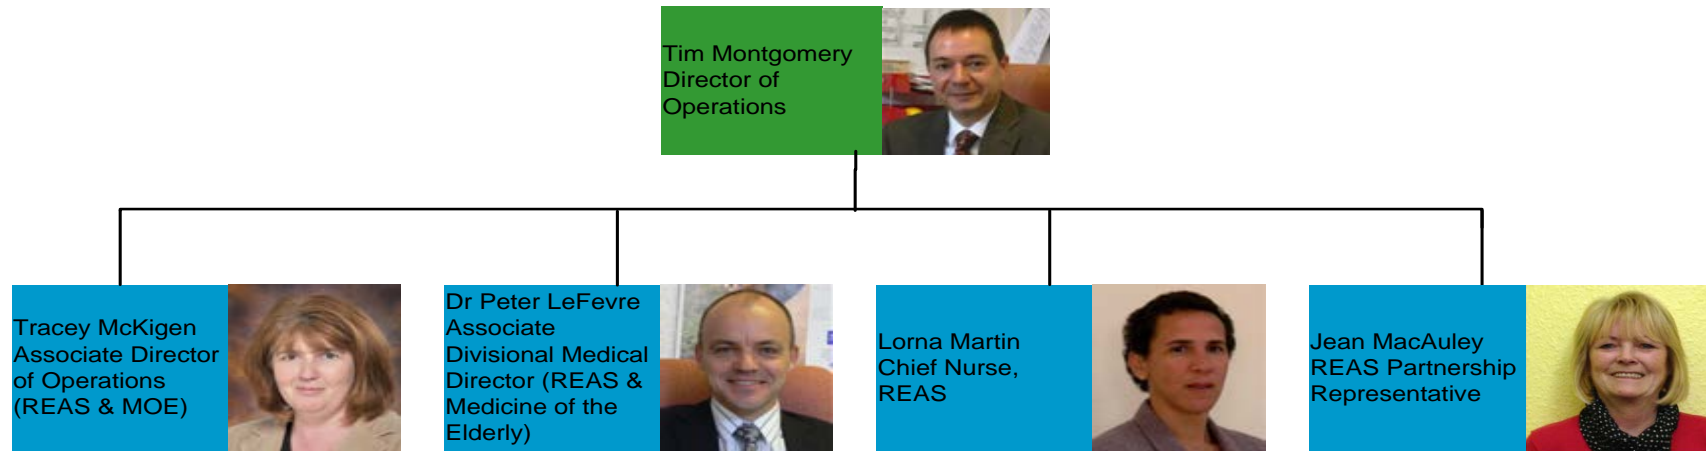 Tim Montgomery
Director of
Operations
Tracey McKigen
Associate Director
of Operations
(REAS & MOE)
Dr Peter LeFevre
Associate
Divisional Medical
Director (REAS &
Medicine of the
Elderly)
Lorna Martin
Chief Nurse,
REAS
Jean MacAuley
REAS Partnership
Representative